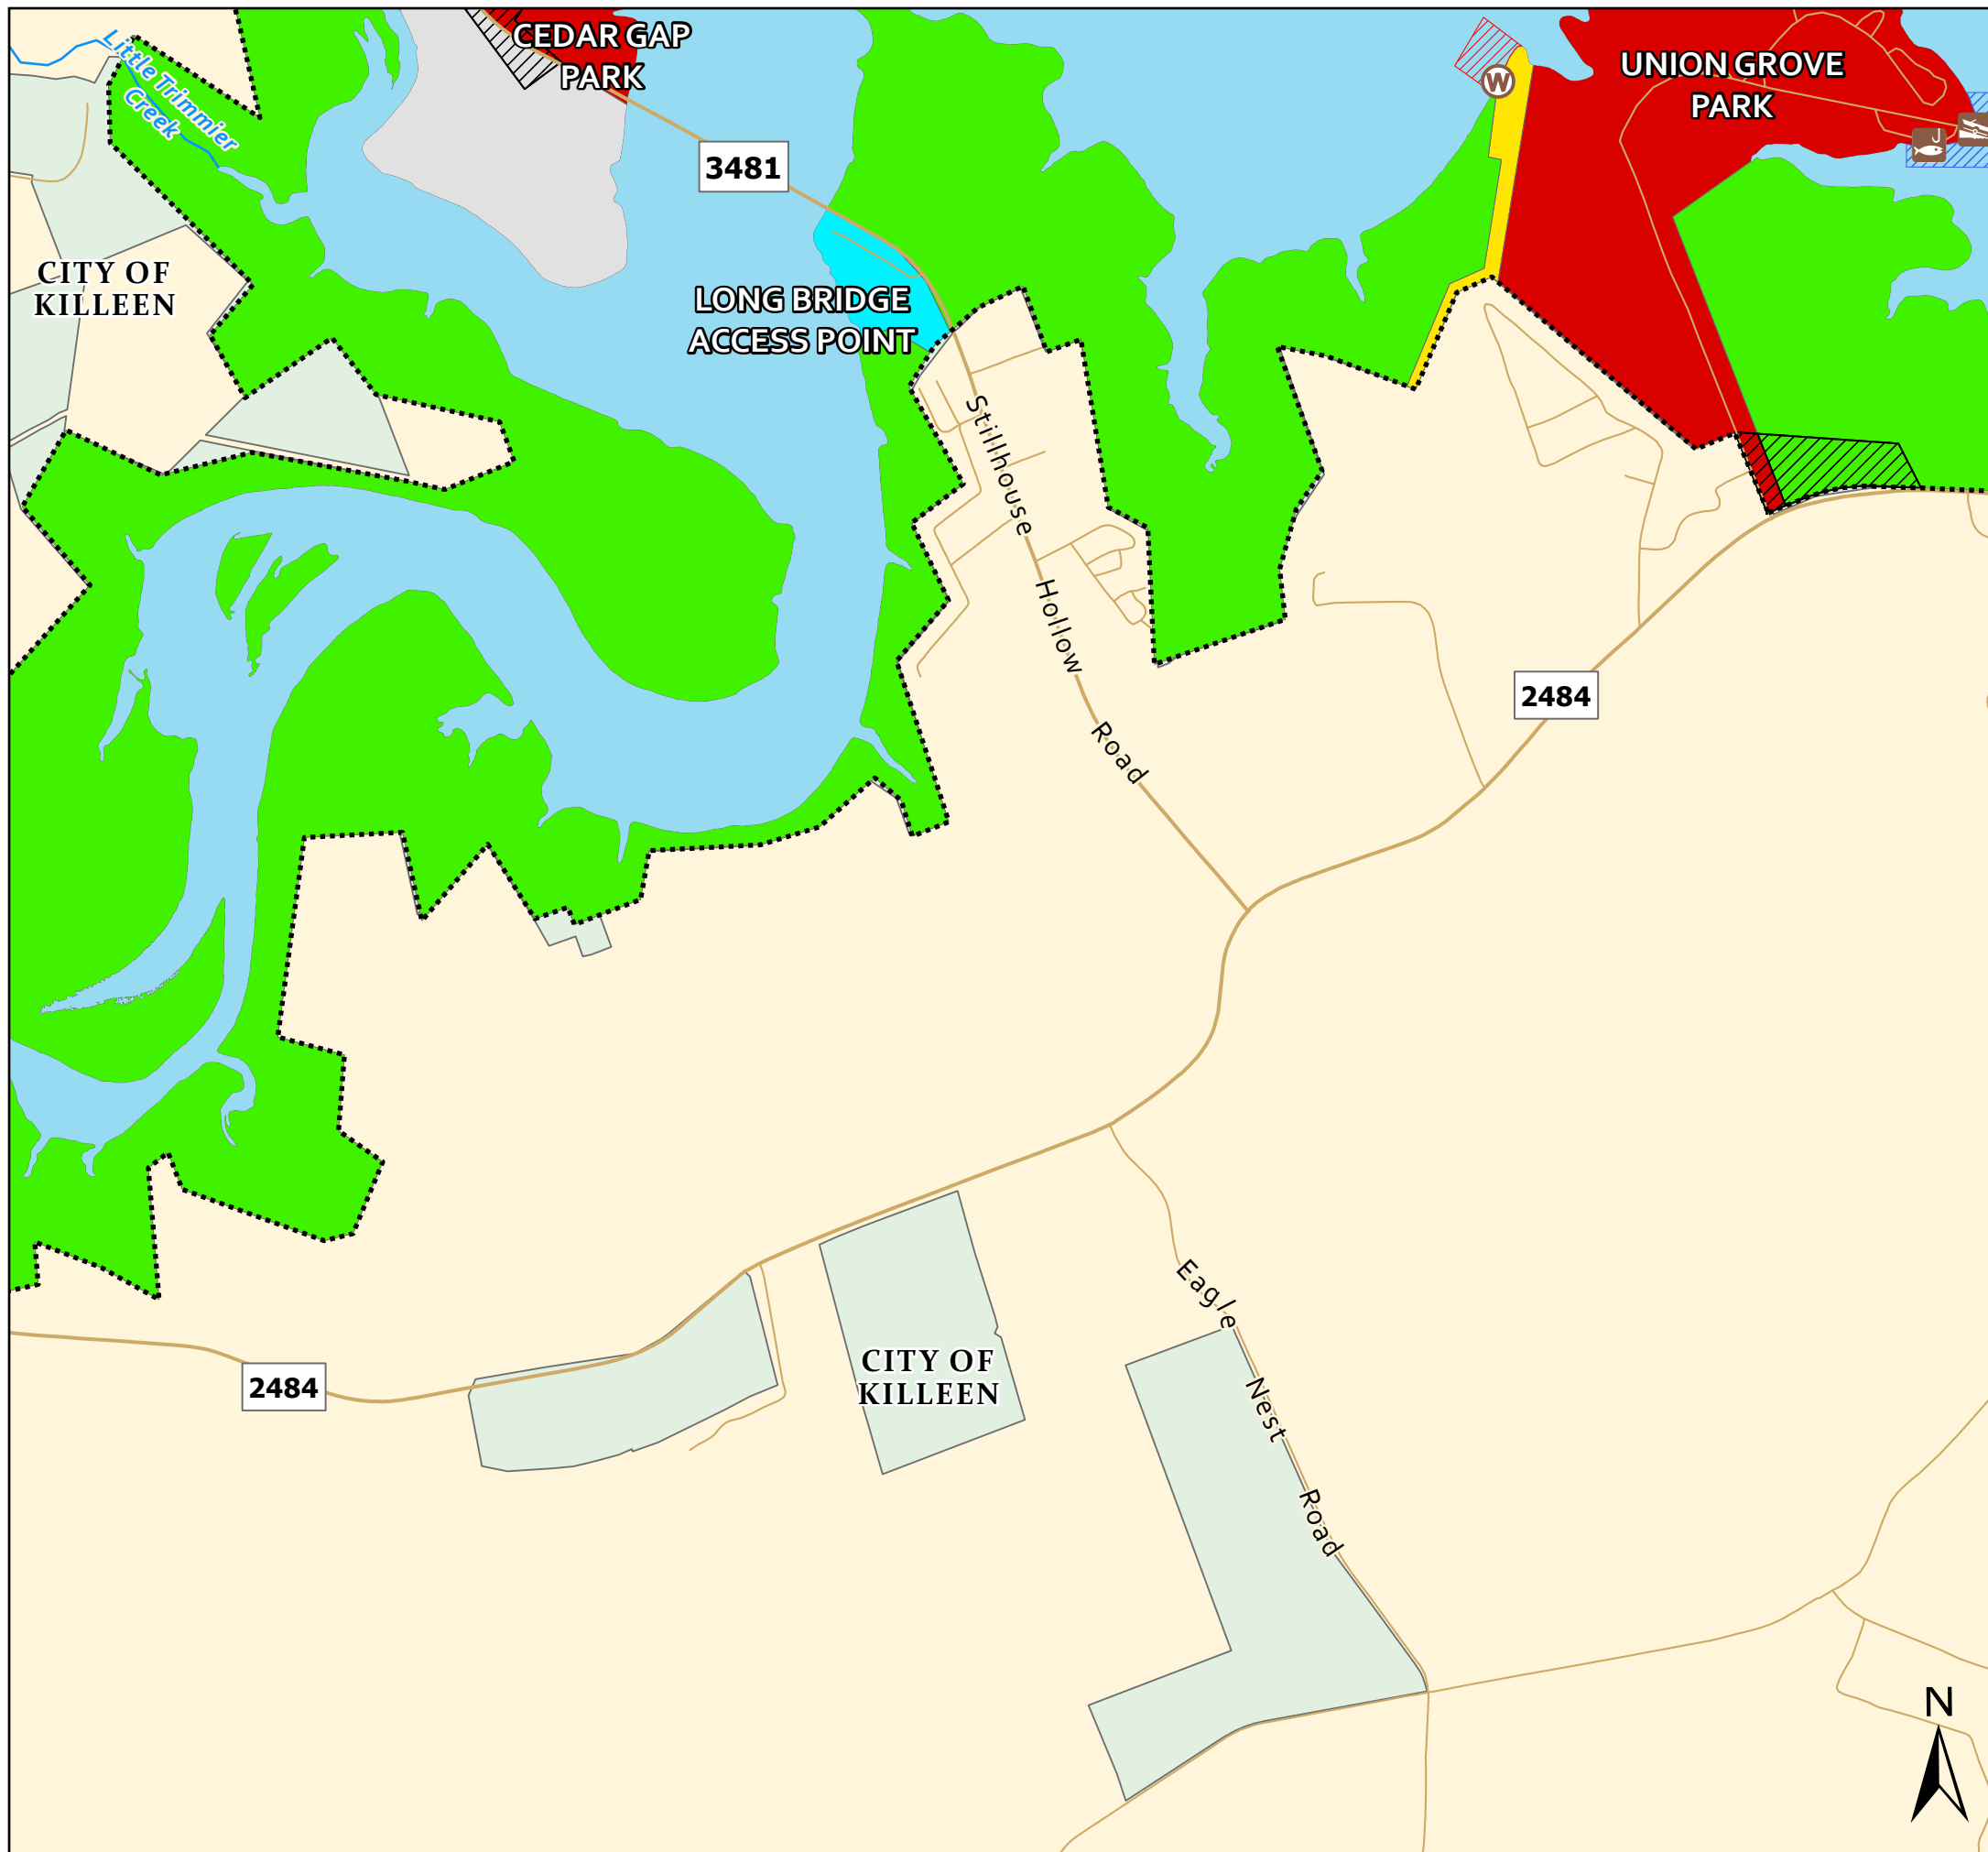 Little Trimmier
Creek
CEDAR GAP
PARK
UNION GROVE
PARK
W
3481
CITY OF
KILLEEN
LONG BRIDGE
ACCESS POINT
Stillhouse Hollow Road
2484
Eagle Nest Road
CITY OF
KILLEEN
2484
N